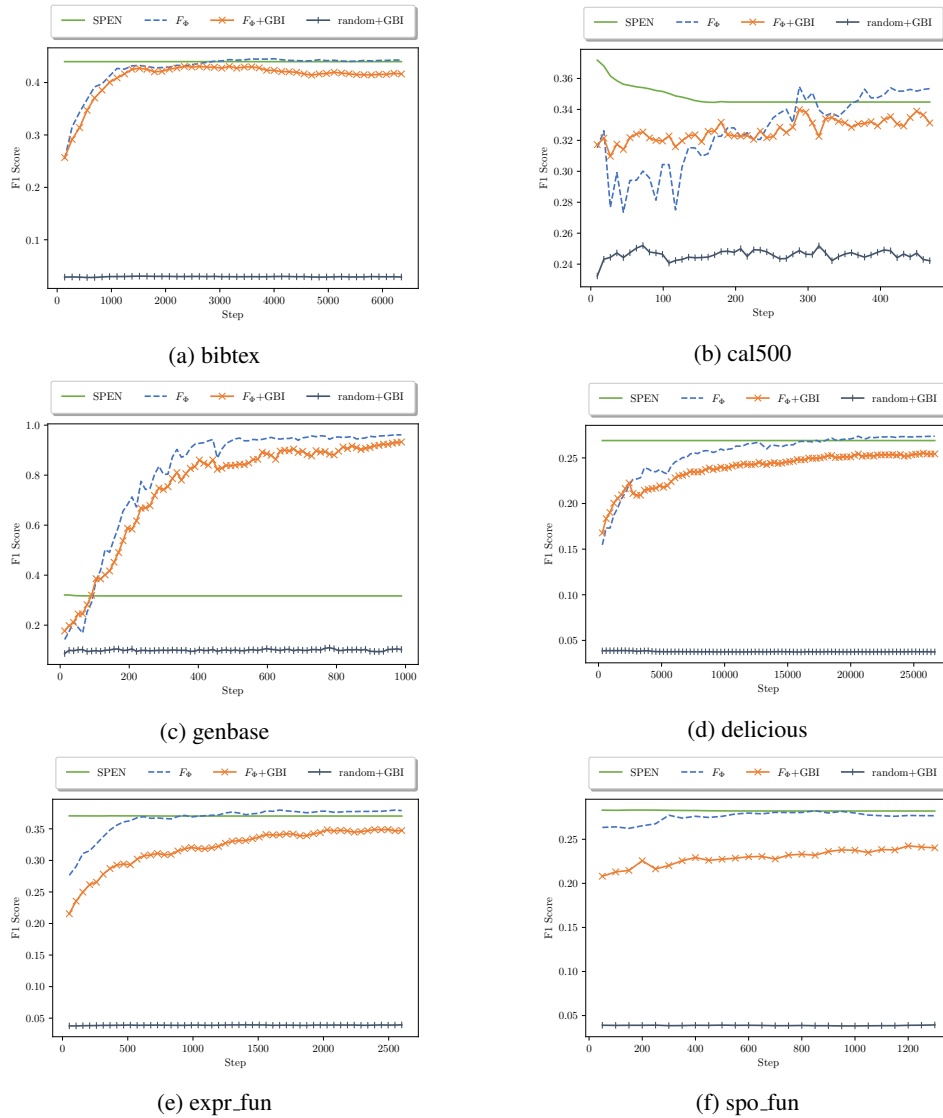 SPEN FΦ FΦ+GBI random+GBI
0.4
0.3
0.2
0.1
F1 Score
0 1000 2000 3000 4000 5000 6000
Step
(a) bibtex
SPEN FΦ FΦ+GBI random+GBI
0.36
0.34
0.32
0.30
0.28
0.26
0.24
F1 Score
0 100 200 300 400
Step
(b) cal500
SPEN FΦ FΦ+GBI random+GBI
1.0
0.8
0.6
0.4
0.2
F1 Score
0 200 400 600 800 1000
Step
(c) genbase
SPEN FΦ FΦ+GBI random+GBI
0.25
0.20
0.15
0.10
0.05
F1 Score
0 5000 10000 15000 20000 25000
Step
(d) delicious
SPEN FΦ FΦ+GBI random+GBI
0.35
0.30
0.25
0.20
0.15
0.10
0.05
F1 Score
0 500 1000 1500 2000 2500
Step
(e) expr_fun
SPEN FΦ FΦ+GBI random+GBI
0.25
0.20
0.15
0.10
0.05
F1 Score
0 200 400 600 800 1000 1200
Step
(f) spo_fun